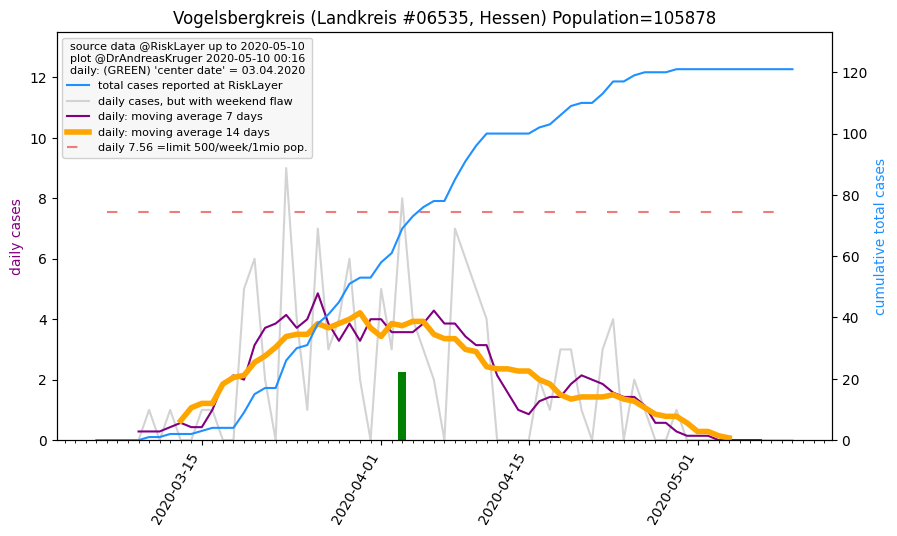 Vogelsbergkreis (Landkreis #06535, Hessen) Population=105878
source data @RiskLayer up to 2020-05-10
plot @DrAndreasKruger 2020-05-10 00:16
daily: (GREEN) 'center date' = 03.04.2020
total cases reported at RiskLayer
daily cases, but with weekend flaw
daily: moving average 7 days
daily: moving average 14 days
daily 7.56 =limit 500/week/1mio pop.
daily cases
12
10
8
6
4
2
0
120
100
80
60
40
20
0
cumulative total cases
2020-03-15
2020-04-01
2020-04-15
2020-05-01